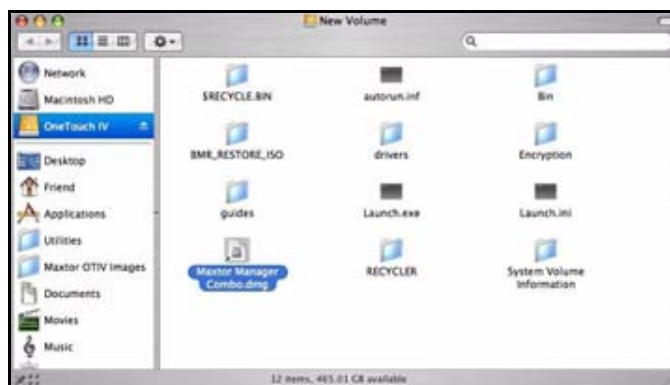 New Volume
Network
Macintosh HD
OneTouch IV
Desktop
Friend
Applications
Utilities
Maxtor OTIV Images
Documents
Movies
Music
$RECYCLE.BIN
autorun.inf
Bin
BMR_RESTORE_ISO
drivers
Encryption
guides
Launch.exe
Launch.ini
Maxtor Manager
Combo.dmg
RECYCLER
System Volume
Information
12 items, 465.01 GB available